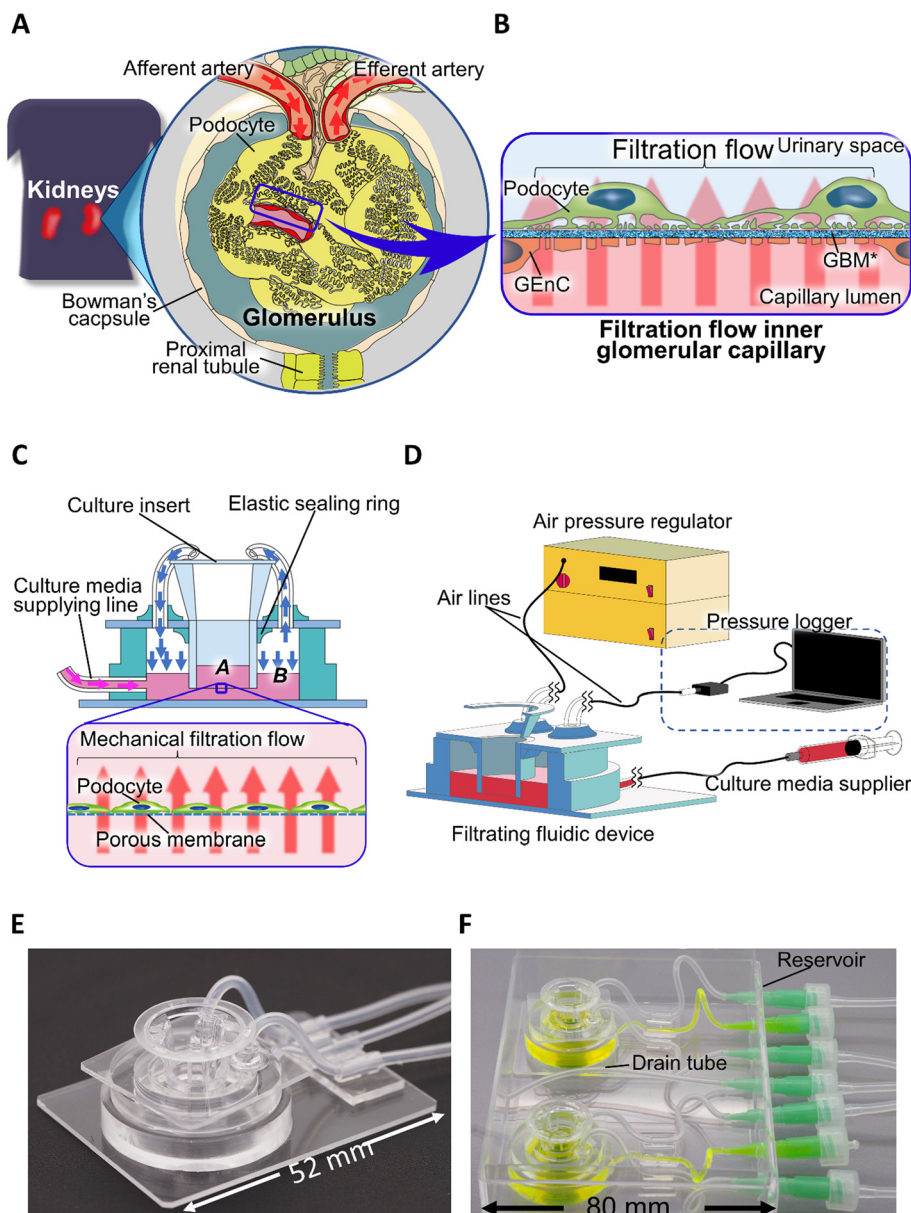 A
Afferent artery
Efferent artery
Podocyte
Kidneys
Bowman's
cacpsule
Glomerulus
Proximal
renal tubule
B
Filtration flow
Urinary space
Podocyte
GBM*
GEnC
Capillary lumen
Filtration flow inner
glomerular capillary
C
Culture insert
Elastic sealing ring
Culture media
supplying line
A
B
Mechanical filtration flow
Podocyte
Porous membrane
D
Air pressure regulator
Air lines
Pressure logger
Culture media supplier
Filtrating fluidic device
E
52 mm
F
Reservoir
Drain tube
80 mm